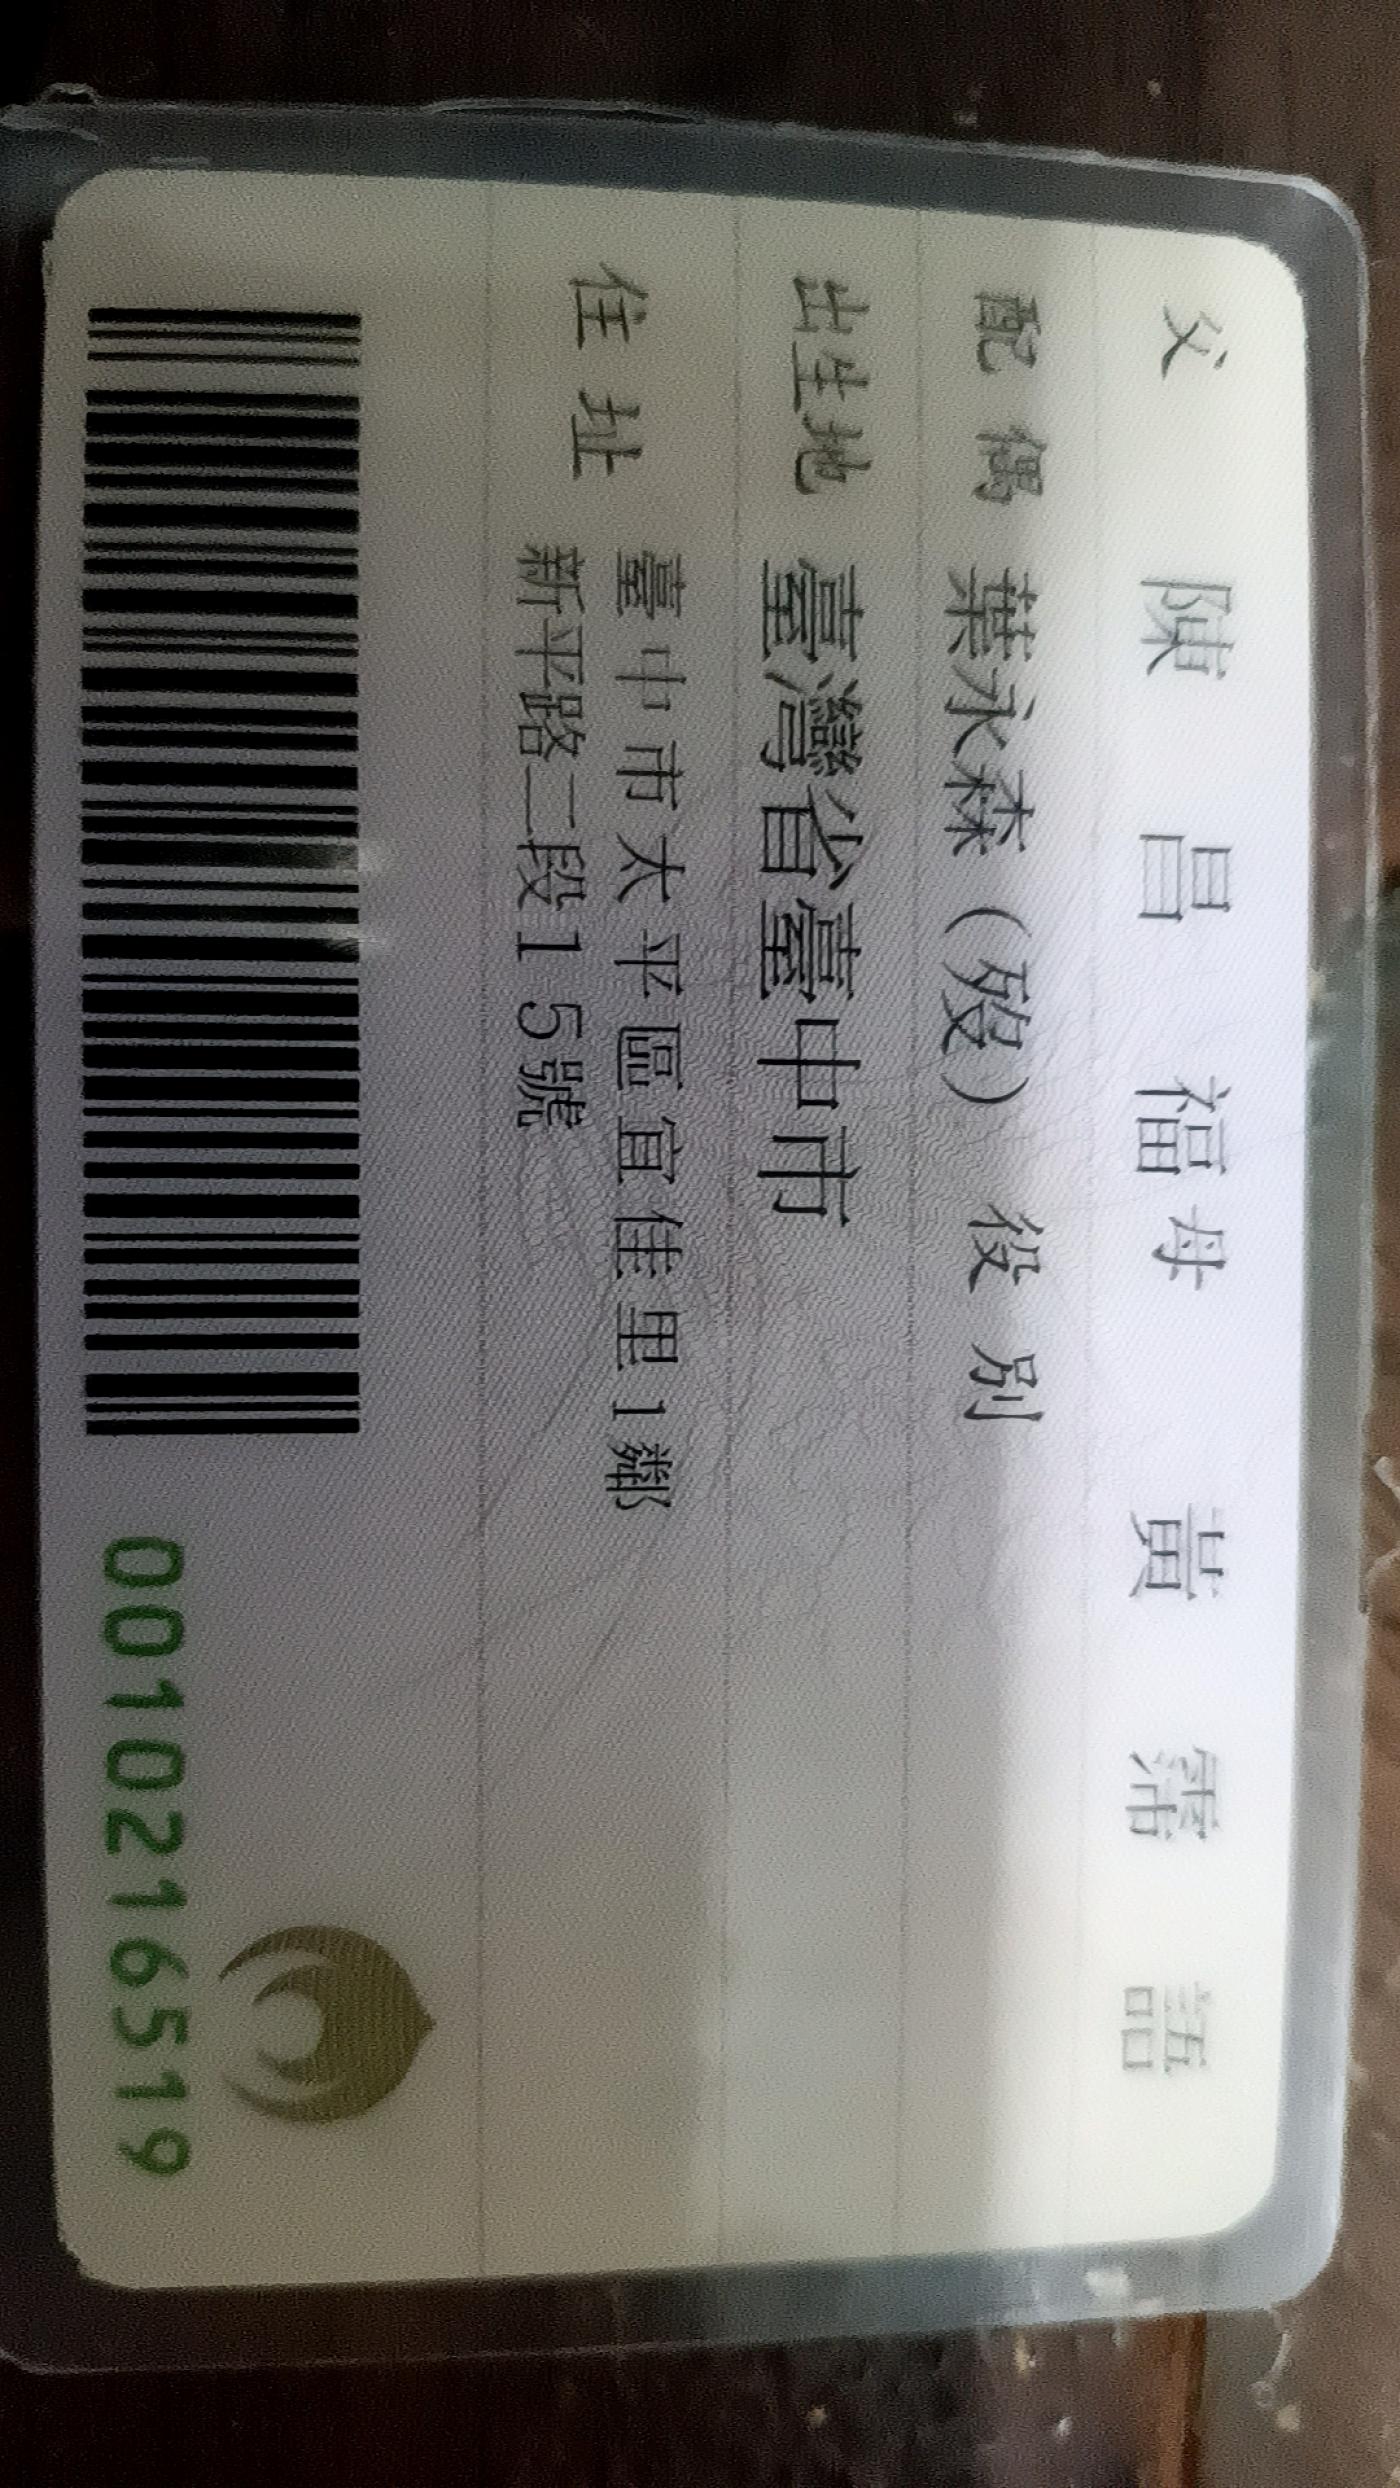 父 陳昌福 母 黃霈語
配偶 葉永森（歿） 役別
出生地 臺灣省臺中市
住址 臺中市太平區宜佳里1鄰
新平路二段15號
0010216519